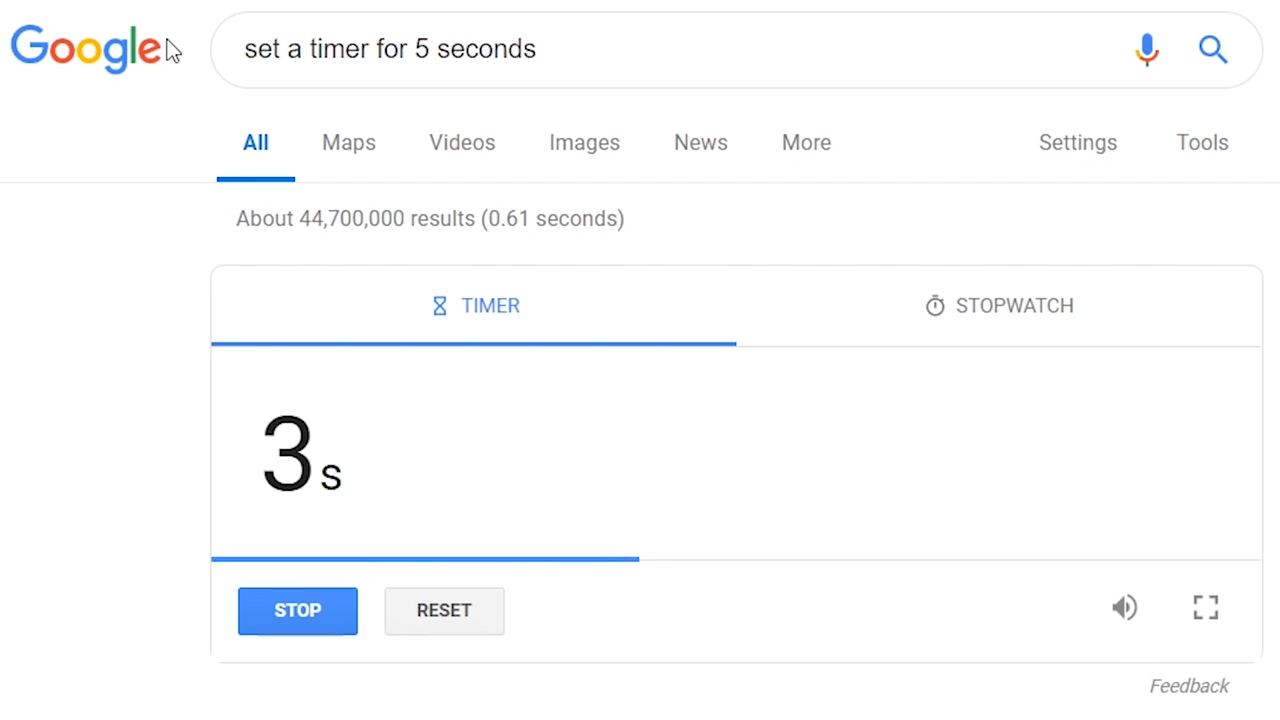 Google
set a timer for 5 seconds
All Maps Videos Images News More Settings Tools
About 44,700,000 results (0.61 seconds)
TIMER STOPWATCH
3 s
STOP RESET
Feedback